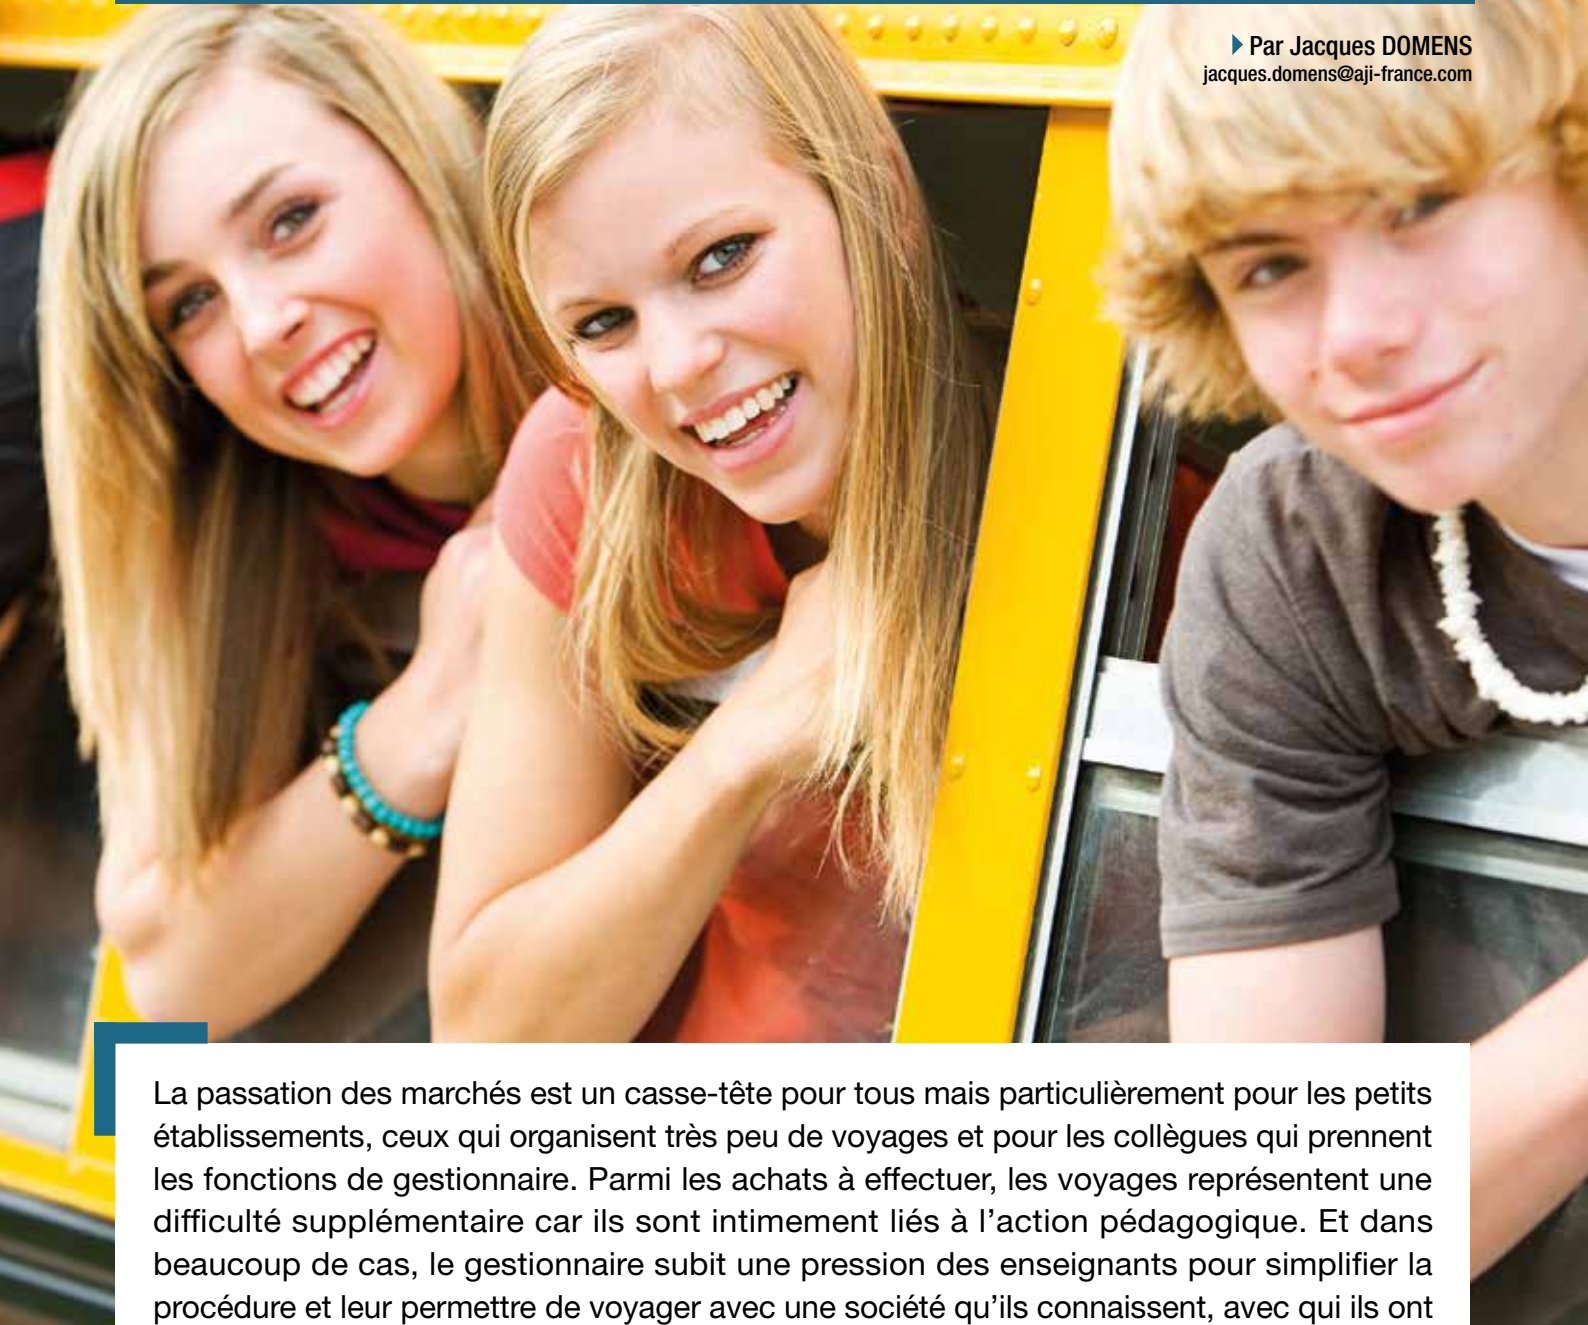 Par Jacques DOMENS
jacques.domens@aji-france.com
La passation des marchés est un casse-tête pour tous mais particulièrement pour les petits
établissements, ceux qui organisent très peu de voyages et pour les collègues qui prennent
les fonctions de gestionnaire. Parmi les achats à effectuer, les voyages représentent une
difficulté supplémentaire car ils sont intimement liés à l’action pédagogique. Et dans
beaucoup de cas, le gestionnaire subit une pression des enseignants pour simplifier la
procédure et leur permettre de voyager avec une société qu’ils connaissent, avec qui ils ont